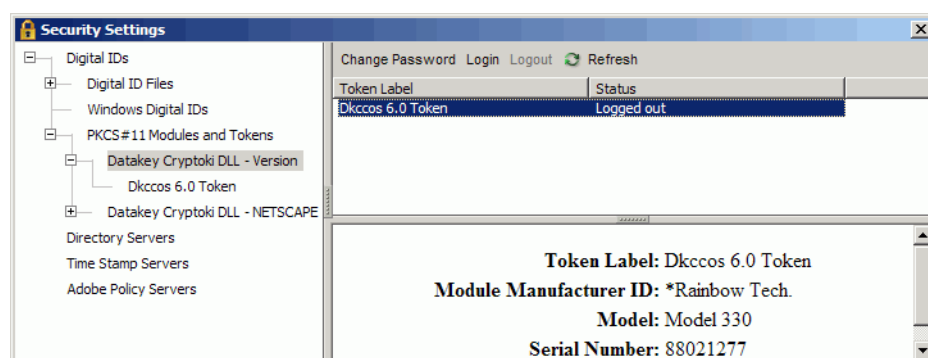 Security Settings
Digital IDs
Digital ID Files
Windows Digital IDs
PKCS#11 Modules and Tokens
Datakey Cryptoki DLL - Version
Dkccos 6.0 Token
Datakey Cryptoki DLL - NETSCAPE
Directory Servers
Time Stamp Servers
Adobe Policy Servers
Change Password Login Logout Refresh
Token Label Status
Dkccos 6.0 Token Logged out
Token Label: Dkccos 6.0 Token
Module Manufacturer ID: *Rainbow Tech.
Model: Model 330
Serial Number: 88021277